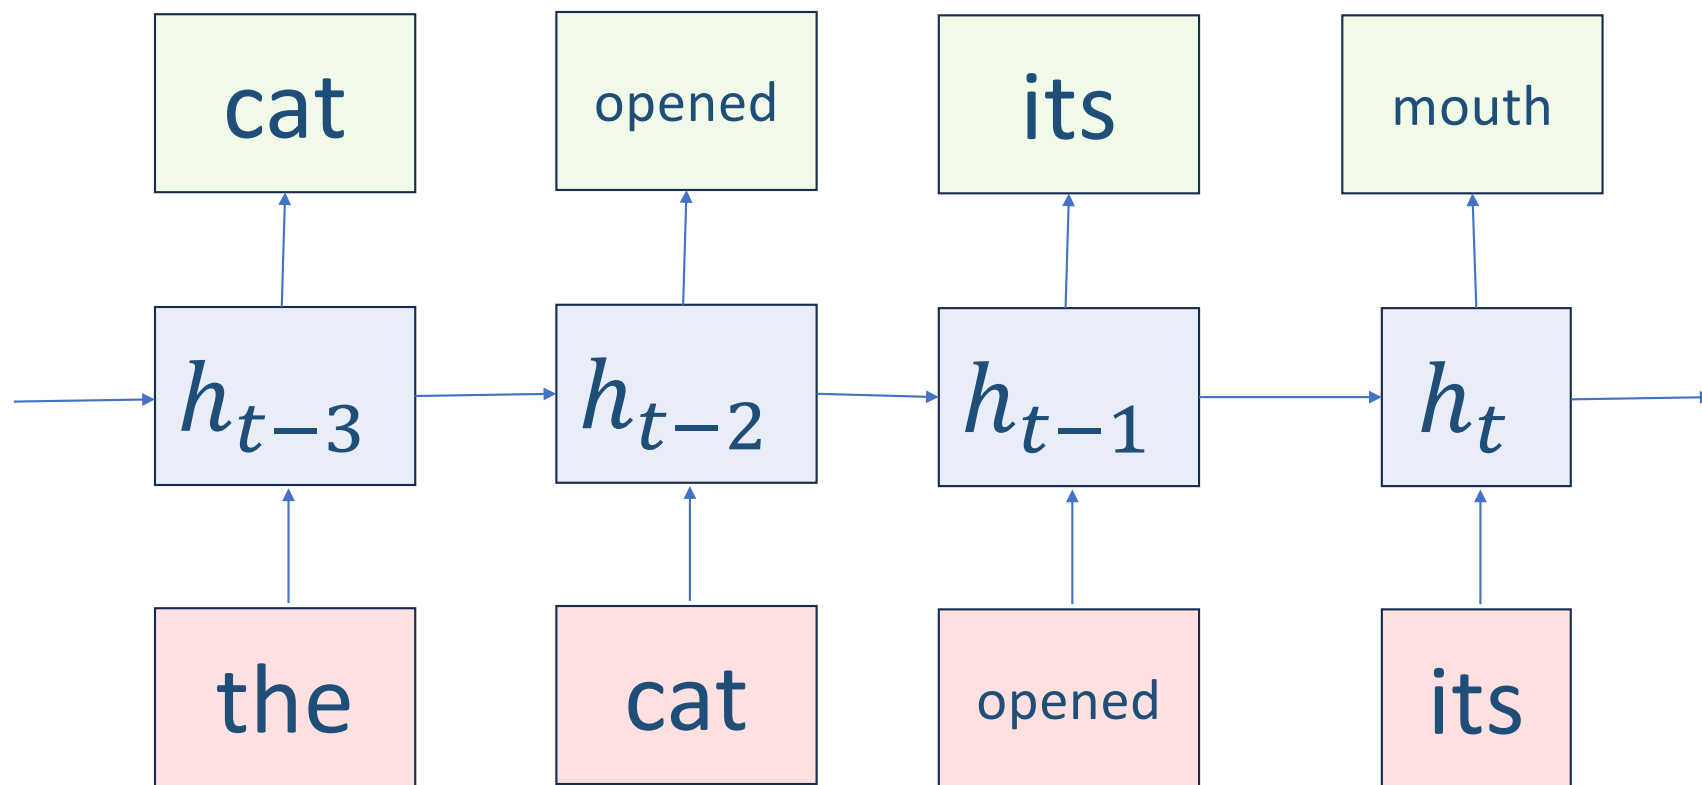 cat opened its mouth
h_{t-3} h_{t-2} h_{t-1} h_t
the cat opened its